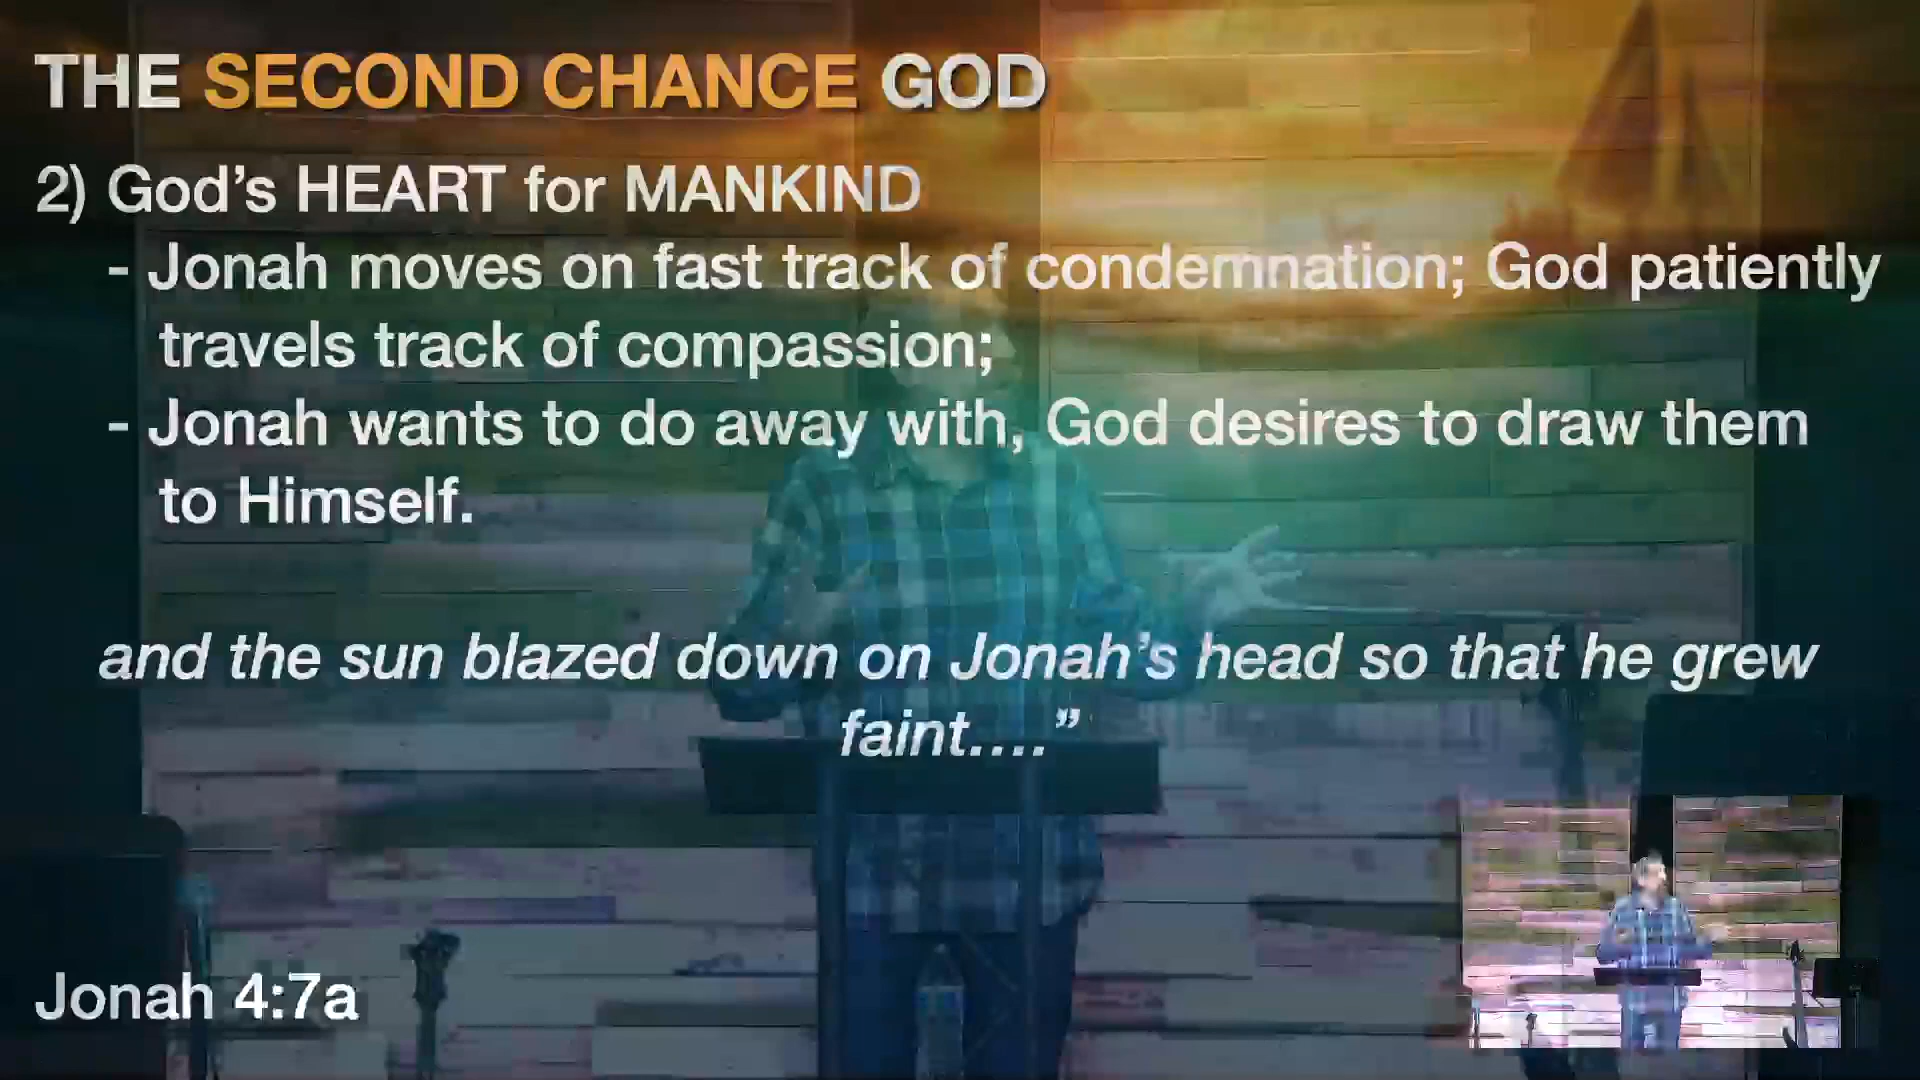 THE SECOND CHANCE GOD
2) God’s HEART for MANKIND
- Jonah moves on fast track of condemnation; God patiently
travels track of compassion;
- Jonah wants to do away with, God desires to draw them
to Himself.
and the sun blazed down on Jonah’s head so that he grew
faint....”
Jonah 4:7a